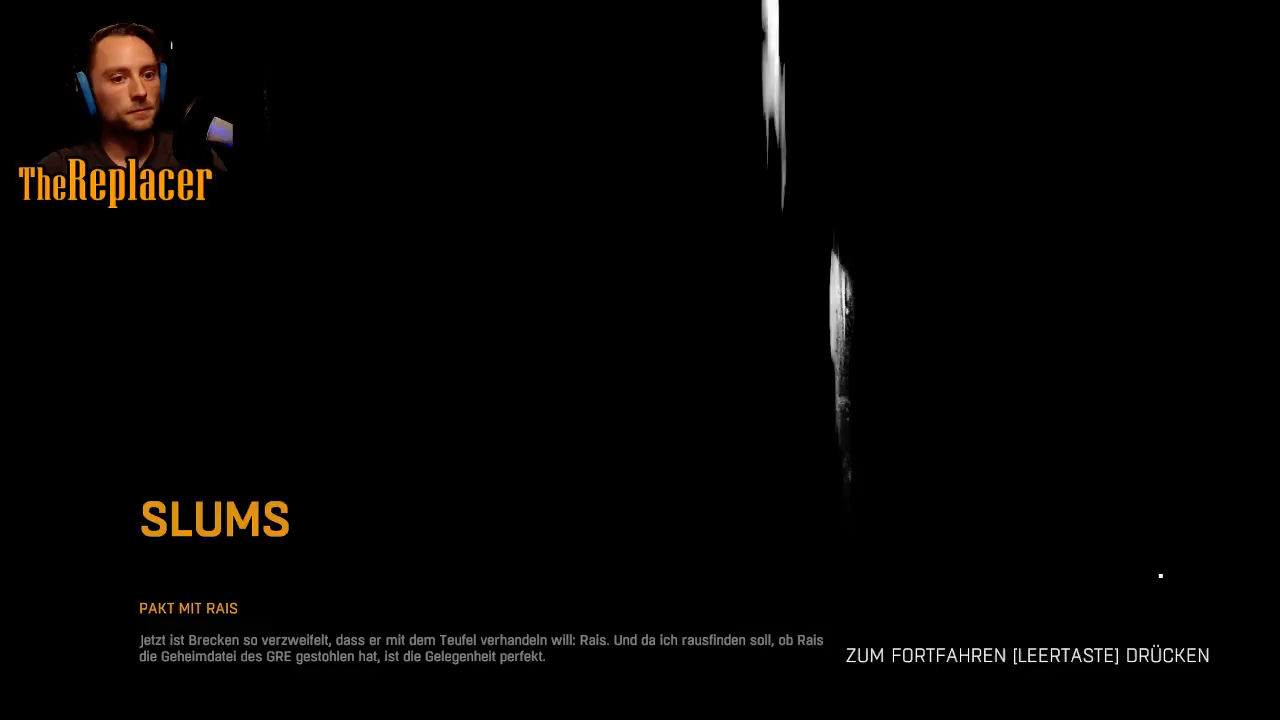 TheReplacer
SLUMS
PAKT MIT RAIS
Jetzt ist Brecken so verzweifelt, dass er mit dem Teufel verhandeln will: Rais. Und da ich rausfinden soll, ob Rais
die Geheimdatei des GRE gestohlen hat, ist die Gelegenheit perfekt.
ZUM FORTFAHREN [LEERTASTE] DRÜCKEN